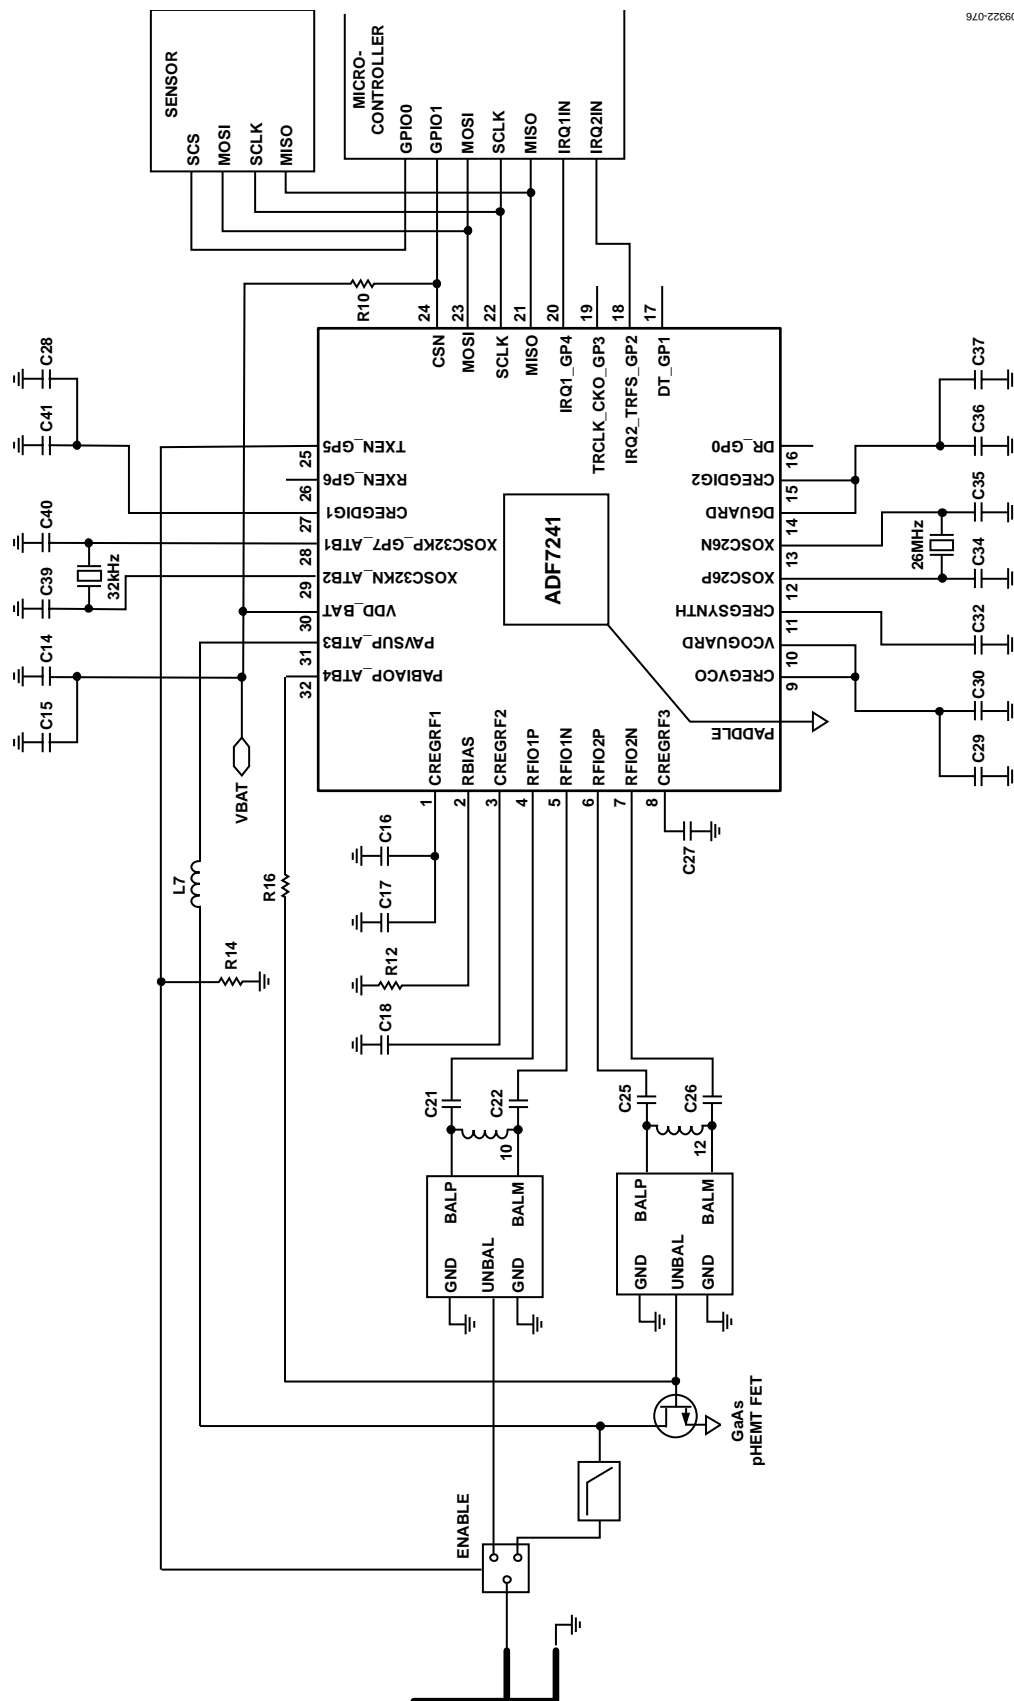 09322-076
SENSOR
SCS
MOSI
SCLK
MISO
MICRO-
CONTROLLER
GPIO0
GPIO1
MOSI
SCLK
MISO
IRQ1IN
IRQ2IN
R10
24
23
22
21
20
19
18
17
CSN
MOSI
SCLK
MISO
IRQ1_GP4
TRCLK_CKO_GP3
IRQ2_TRFS_GP2
DT_GP1
C28
C41
C40
32kHz
C39
C14
C15
VBAT
25
26
27
28
29
30
31
32
TXEN_GP5
RXEN_GP6
CREGDIG1
XOSC32KP_GP7_ATB1
XOSC32KN_ATB2
VDD_BAT
PAVSUP_ATB3
PABIAOP_ATB4
ADF7241
DR_GP0
CREGDIG2
DGUARD
XOSC26N
XOSC26P
CREGSYNTH
VCOGUARD
CREGVCO
PADDLE
16
15
14
13
12
11
10
9
C37
C36
C35
26MHz
C34
C32
C30
C29
CREGRF1
RBIAS
CREGRF2
RFIO1P
RFIO1N
RFIO2P
RFIO2N
CREGRF3
1
2
3
4
5
6
7
8
C16
C17
R12
C18
C27
L7
R16
R14
C21
C22
10
C25
C26
12
BALP
BALM
GND
UNBAL
GND
BALP
BALM
GND
UNBAL
GND
GaAs
pHEMT FET
ENABLE